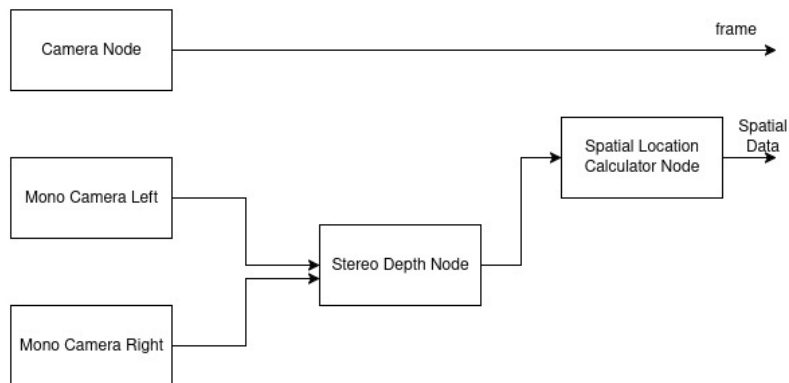 Camera Node
frame
Spatial Location
Calculator Node
Spatial
Data
Mono Camera Left
Stereo Depth Node
Mono Camera Right